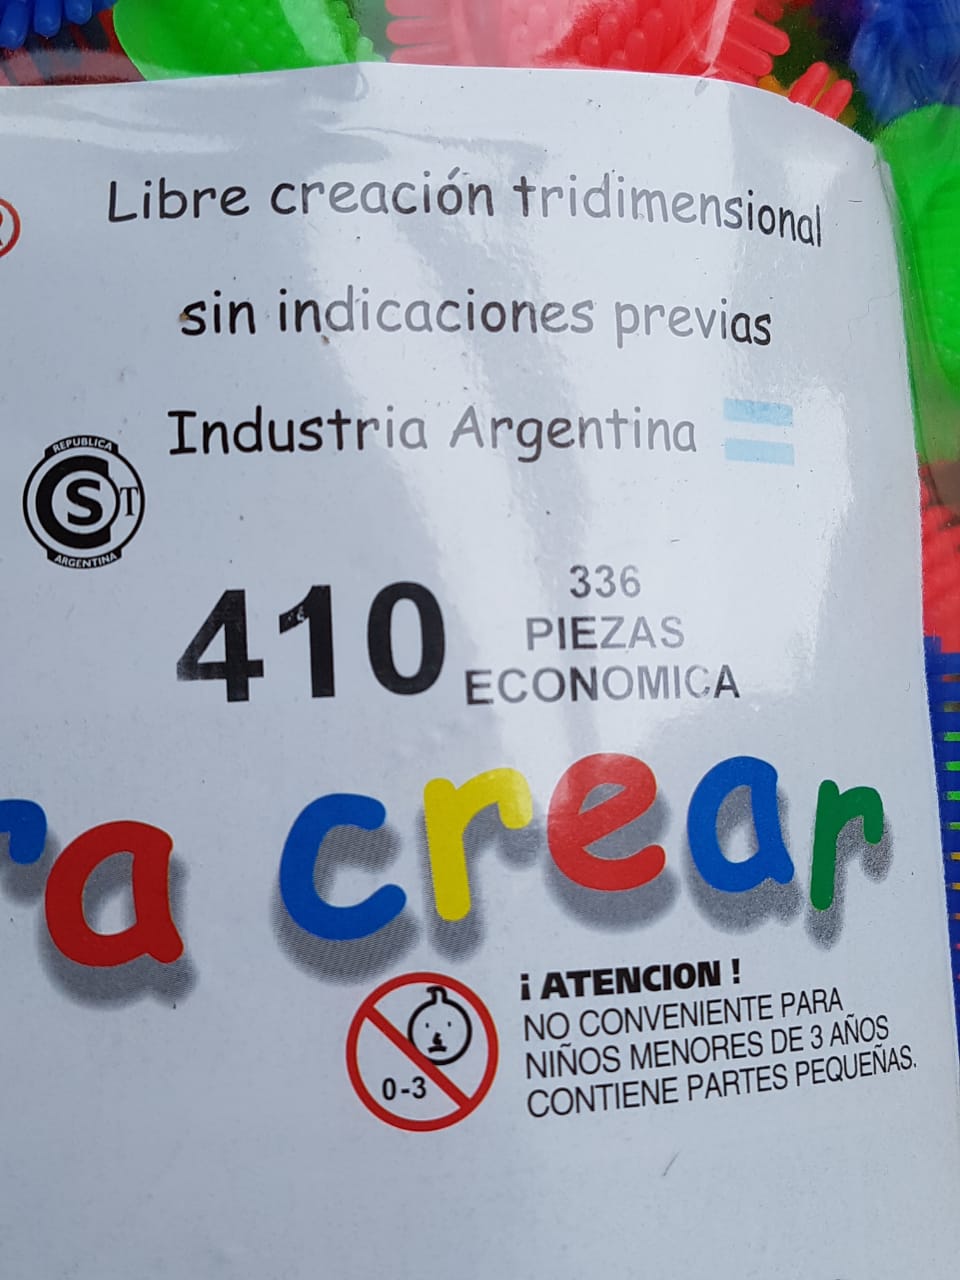 Libre creación tridimensional
sin indicaciones previas
Industria Argentina
REPUBLICA
S T
ARGENTINA
410
336
PIEZAS
ECONOMICA
ra crear
¡ ATENCION !
NO CONVENIENTE PARA
NIÑOS MENORES DE 3 AÑOS
CONTIENE PARTES PEQUEÑAS.
0-3